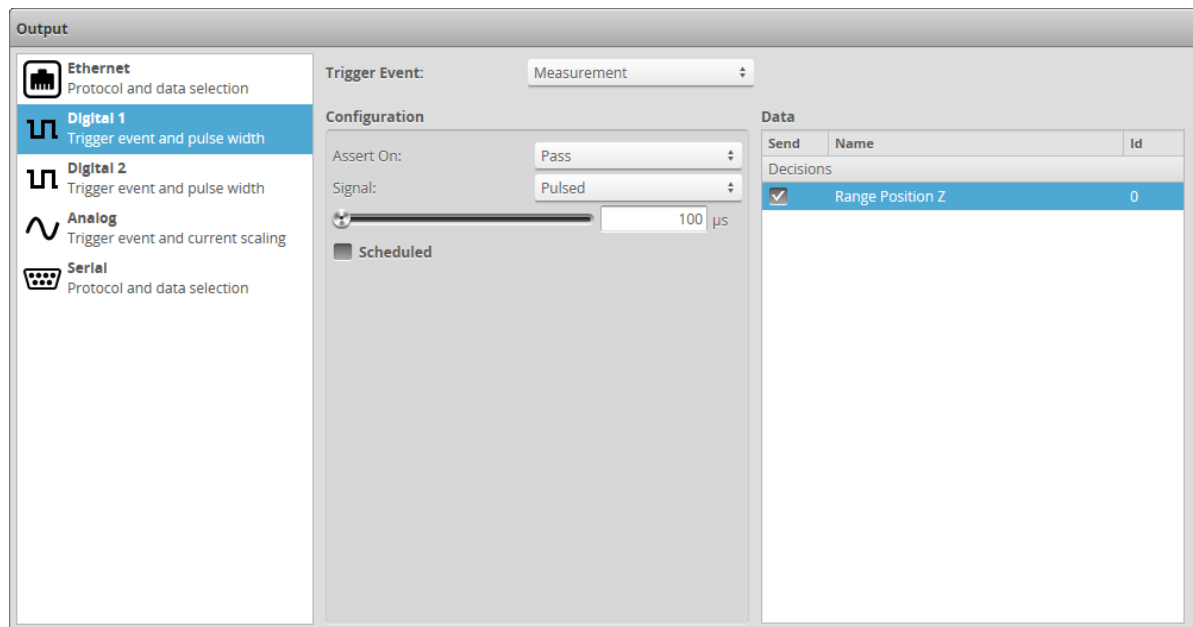 Output
Ethernet
Protocol and data selection
Digital 1
Trigger event and pulse width
Digital 2
Trigger event and pulse width
Analog
Trigger event and current scaling
Serial
Protocol and data selection
Trigger Event: Measurement
Configuration
Assert On: Pass
Signal: Pulsed
100 µs
Scheduled
Data
Send Name Id
Decisions
Range Position Z 0